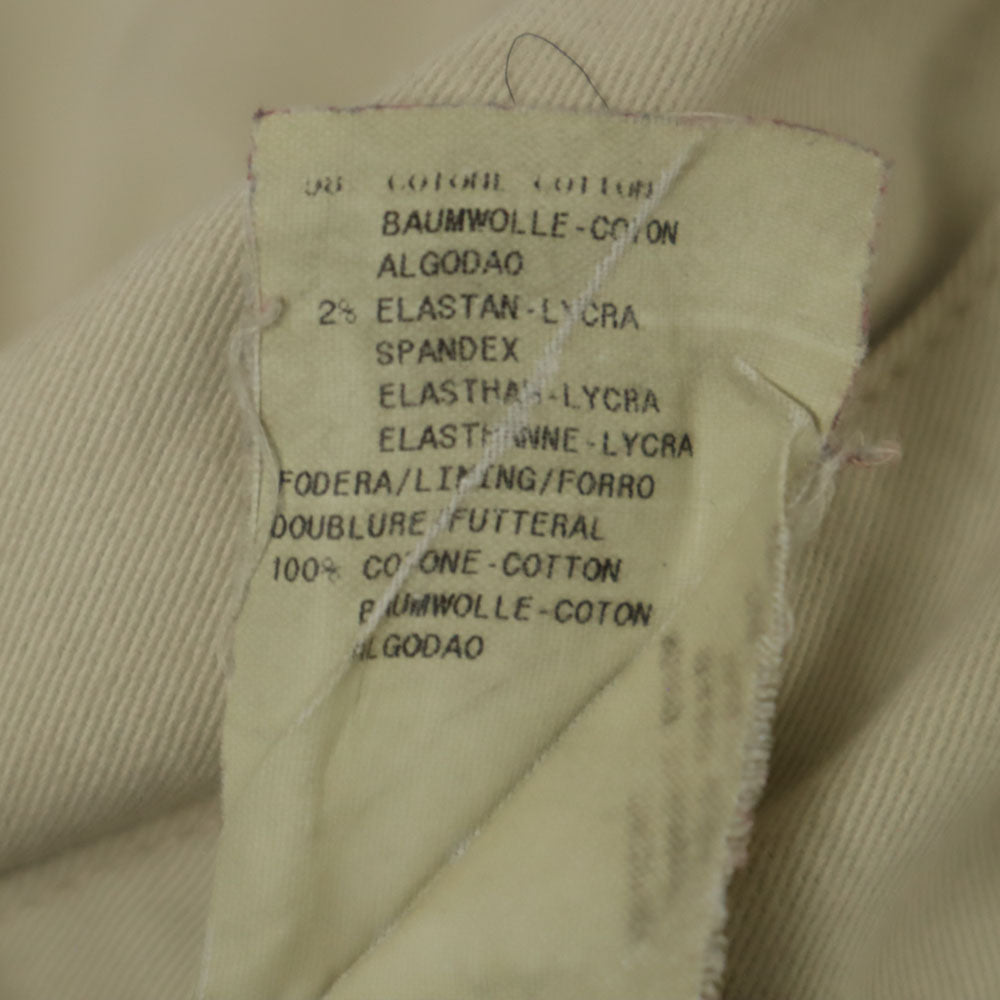 98 COTONE COTTON
BAUMWOLLE-COTON
ALGODAO
2% ELASTAN-LYCRA
SPANDEX
ELASTHAN-LYCRA
ELASTHANNE-LYCRA
FODERA/LINING/FORRO
DOUBLURE/FUTTERAL
100% COTONE-COTTON
BAUMWOLLE-COTON
ALGODAO